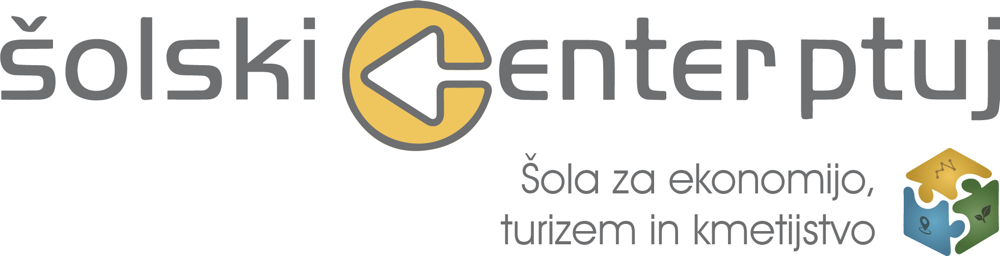 šolski center ptuj
Šola za ekonomijo,
turizem in kmetijstvo